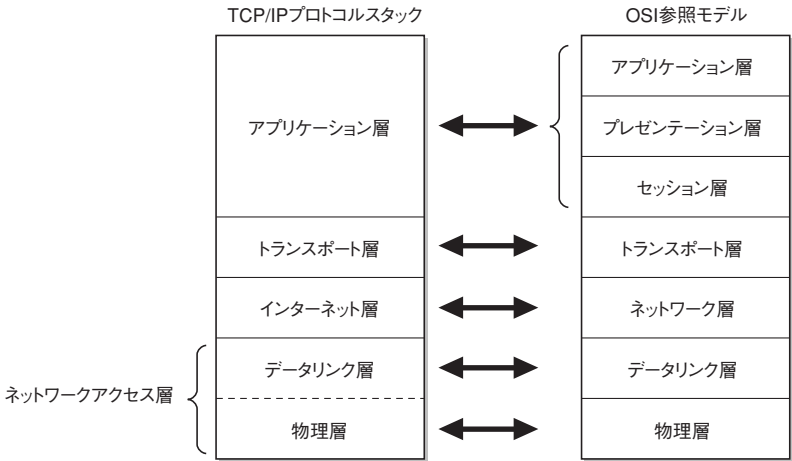 TCP/IPプロトコルスタック
アプリケーション層
トランスポート層
インターネット層
データリンク層
物理層
ネットワークアクセス層
OSI参照モデル
アプリケーション層
プレゼンテーション層
セッション層
トランスポート層
ネットワーク層
データリンク層
物理層